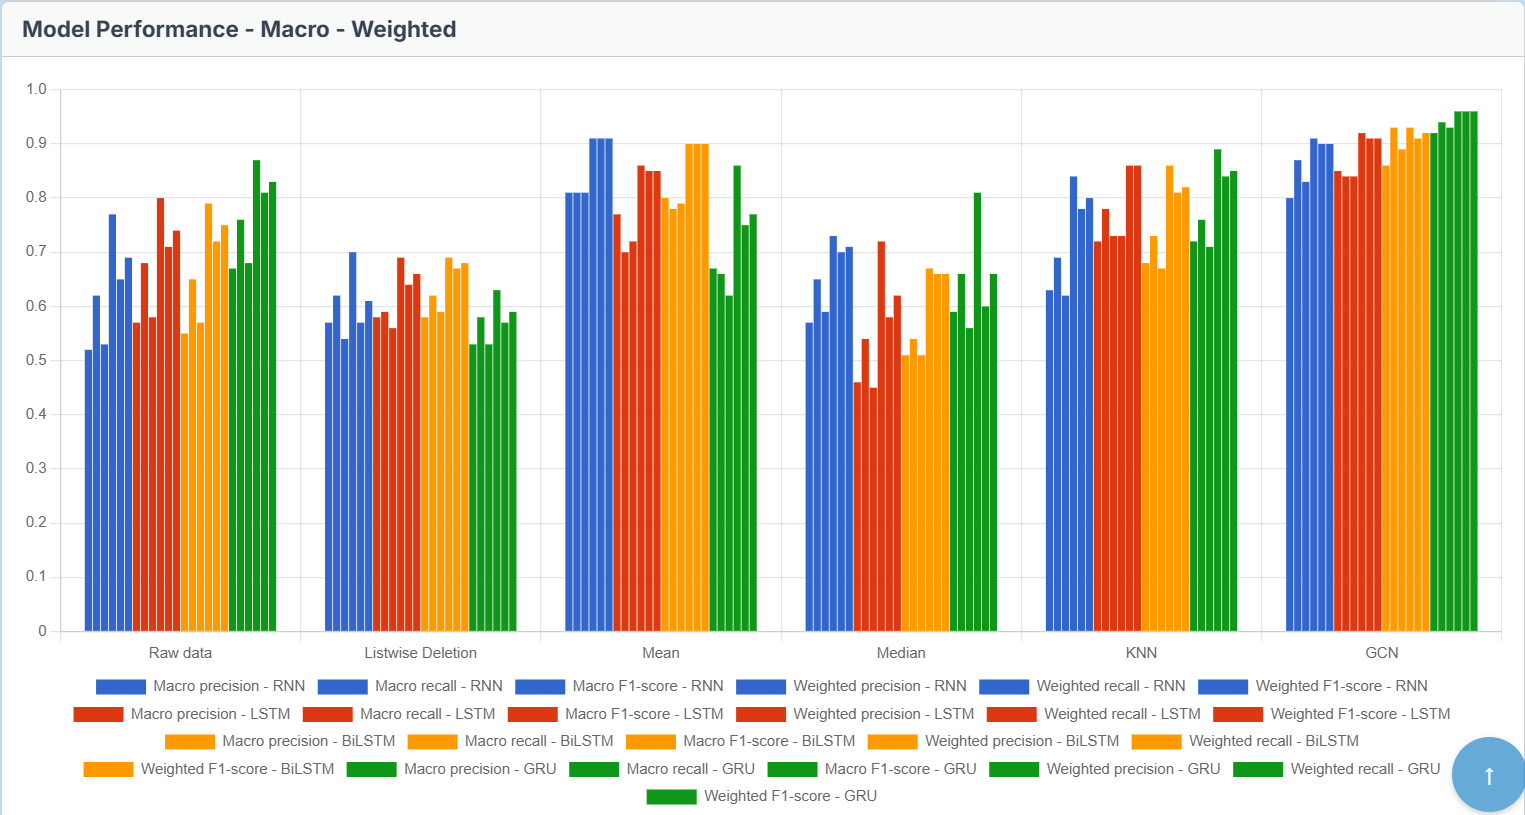 Model Performance - Macro - Weighted
1.0
0.9
0.8
0.7
0.6
0.5
0.4
0.3
0.2
0.1
0
Raw data Listwise Deletion Mean Median KNN GCN
Macro precision - RNN Macro recall - RNN Macro F1-score - RNN Weighted precision - RNN Weighted recall - RNN Weighted F1-score - RNN
Macro precision - LSTM Macro recall - LSTM Macro F1-score - LSTM Weighted precision - LSTM Weighted recall - LSTM Weighted F1-score - LSTM
Macro precision - BiLSTM Macro recall - BiLSTM Macro F1-score - BiLSTM Weighted precision - BiLSTM Weighted recall - BiLSTM
Weighted F1-score - BiLSTM Macro precision - GRU Macro recall - GRU Macro F1-score - GRU Weighted precision - GRU Weighted recall - GRU
Weighted F1-score - GRU
↑